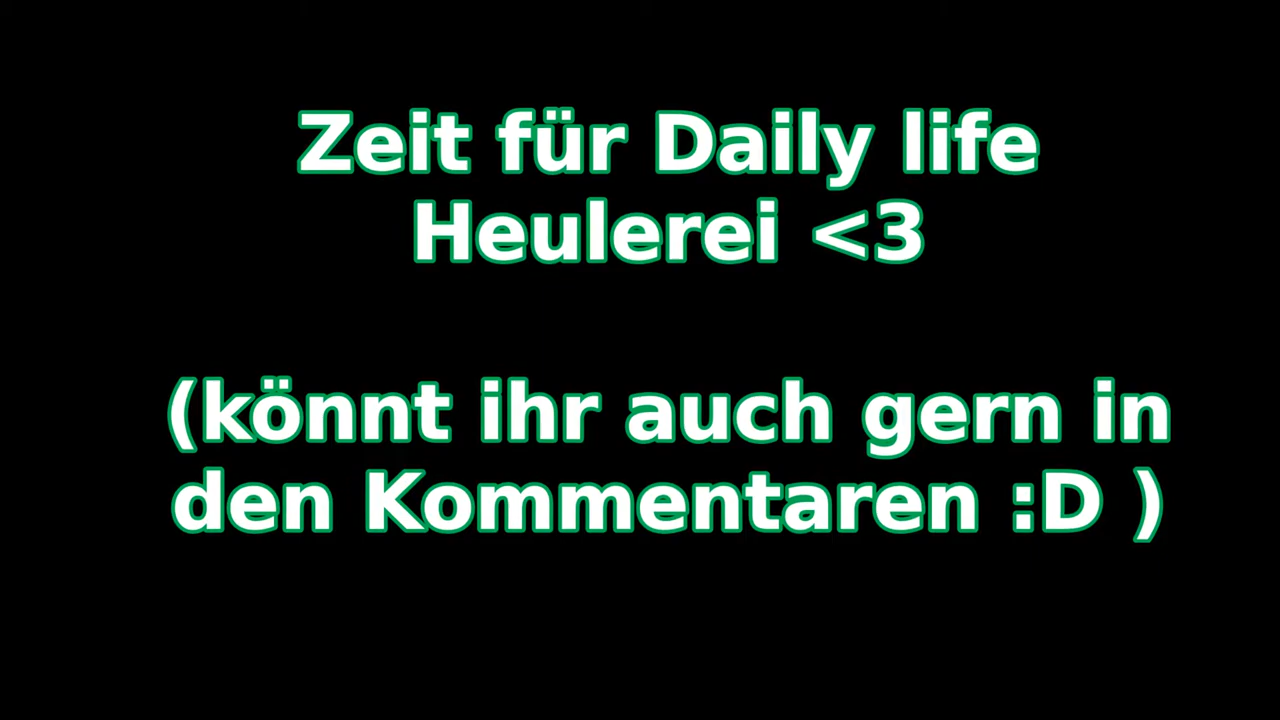 Zeit für Daily life
Heulerei <3
(könnt ihr auch gern in
den Kommentaren :D )